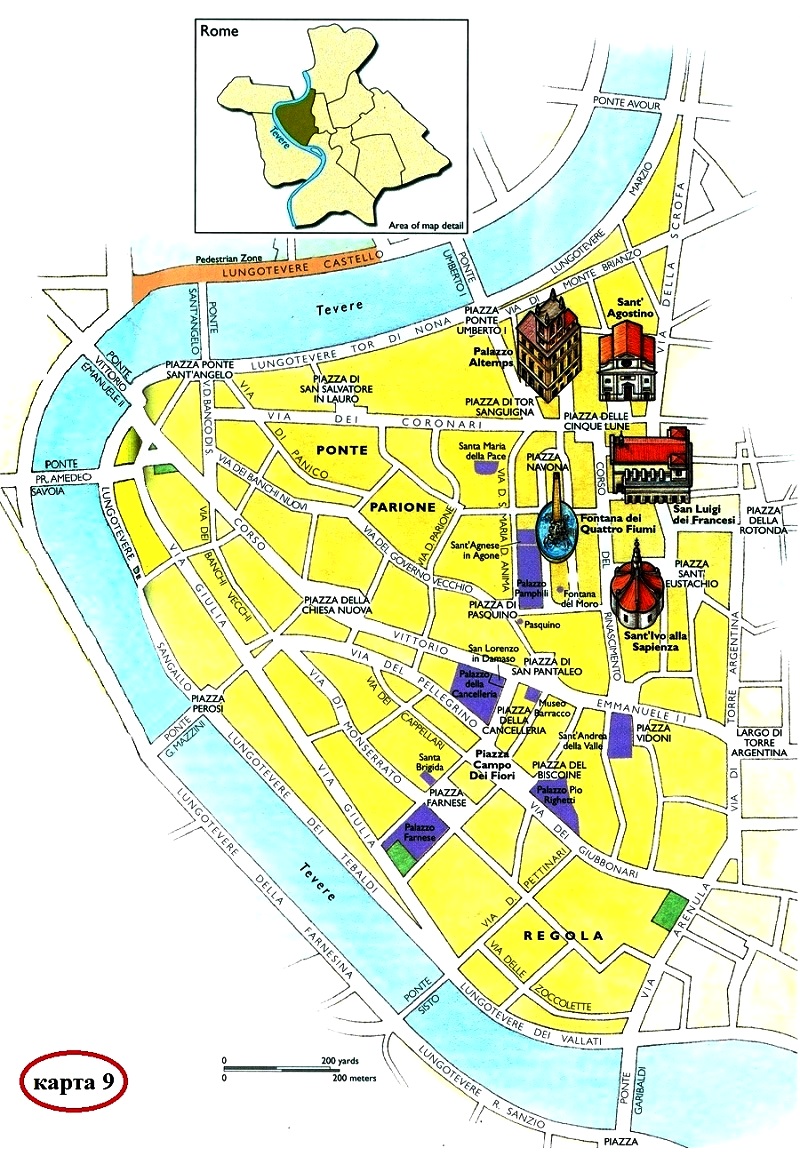 Rome
Tevere
Area of map detail
PONTE AVOUR
MARZIO
LUNGOTEVERE
VIA DELLA SCROFA
Pedestrian Zone
LUNGOTEVERE CASTELLO
PONTE
UMBERTO I
VIA DI MONTE BRIANZO
PONTE
SANT'ANGELO
Tevere
PIAZZA
PONTE
UMBERTO I
Sant'
Agostino
LUNGOTEVERE TOR DI NONA
Palazzo
Altemps
PONTE
VITTORIO
EMANUELE II
PIAZZA PONTE
SANT'ANGELO
PIAZZA DI
SAN SALVATORE
IN LAURO
PIAZZA DI TOR
SANGUIGNA
PIAZZA DELLE
CINQUE LUNE
V.D. BANCO DI S.
VIA DEI CORONARI
VIA DI PANICO
PONTE
Santa Maria
della Pace
PIAZZA
NAVONA
PONTE
PR. AMEDEO
SAVOIA
VIA DEI BANCHI NUOVI
PARIONE
VIA D. PARIONE
VIA D. S. MARIA D. ANIMA
CORSO DEL RINASCIMENTO
San Luigi
dei Francesi
PIAZZA
DELLA
ROTONDA
LUNGOTEVERE DE
SANGALLO
VIA DEI
BANCHI VECCHI
CORSO
VITTORIO
EMMANUELE II
VIA DEL GOVERNO VECCHIO
Fontana dei
Quattro Fiumi
Sant'Agnese
in Agone
Palazzo
Pamphili
Fontana
del Moro
PIAZZA
SANT'
EUSTACHIO
VIA GIULIA
PIAZZA DELLA
CHIESA NUOVA
PIAZZA DI
PASQUINO
Pasquino
Sant'Ivo alla
Sapienza
VIA DI TORRE ARGENTINA
San Lorenzo
in Damaso
PIAZZA DI
SAN PANTALEO
VIA DEL PELLEGRINO
Palazzo
della
Cancelleria
VIA DEI
CAPPELLARI
VIA DI MONSERRATO
PIAZZA
PEROSI
PIAZZA
DELLA
CANCELLERIA
Museo
Barracco
Sant'Andrea
della Valle
PIAZZA
VIDONI
LARGO DI
TORRE
ARGENTINA
PONTE
G. MAZZINI
Santa
Brigida
Piazza
Campo
Dei Fiori
PIAZZA DEL
BISCOINE
VIA GIULIA
PIAZZA
FARNESE
Palazzo Pio
Righetti
LUNGOTEVERE DEI TEBALDI
Palazzo
Farnese
VIA DEI GIUBBONARI
LUNGOTEVERE DELLA FARNESINA
Tevere
VIA D. PETTINARI
VIA ARENULA
REGOLA
VIA DELLE ZOCCOLETTE
PONTE
SISTO
LUNGOTEVERE DEI VALLATI
LUNGOTEVERE R. SANZIO
PONTE
GARIBALDI
PIAZZA
0 200 yards
0 200 meters
карта 9